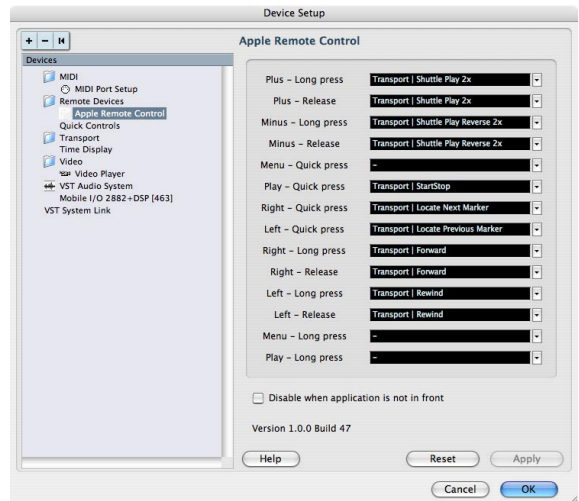 Device Setup
+ - 
Apple Remote Control
Devices
MIDI
MIDI Port Setup
Remote Devices
Apple Remote Control
Quick Controls
Transport
Time Display
Video
Video Player
VST Audio System
Mobile I/O 2882+DSP [463]
VST System Link
Plus – Long press Transport | Shuttle Play 2x
Plus – Release Transport | Shuttle Play 2x
Minus – Long press Transport | Shuttle Play Reverse 2x
Minus – Release Transport | Shuttle Play Reverse 2x
Menu – Quick press -
Play – Quick press Transport | StartStop
Right – Quick press Transport | Locate Next Marker
Left – Quick press Transport | Locate Previous Marker
Right – Long press Transport | Forward
Right – Release Transport | Forward
Left – Long press Transport | Rewind
Left – Release Transport | Rewind
Menu – Long press -
Play – Long press -
Disable when application is not in front
Version 1.0.0 Build 47
Help Reset Apply
Cancel OK